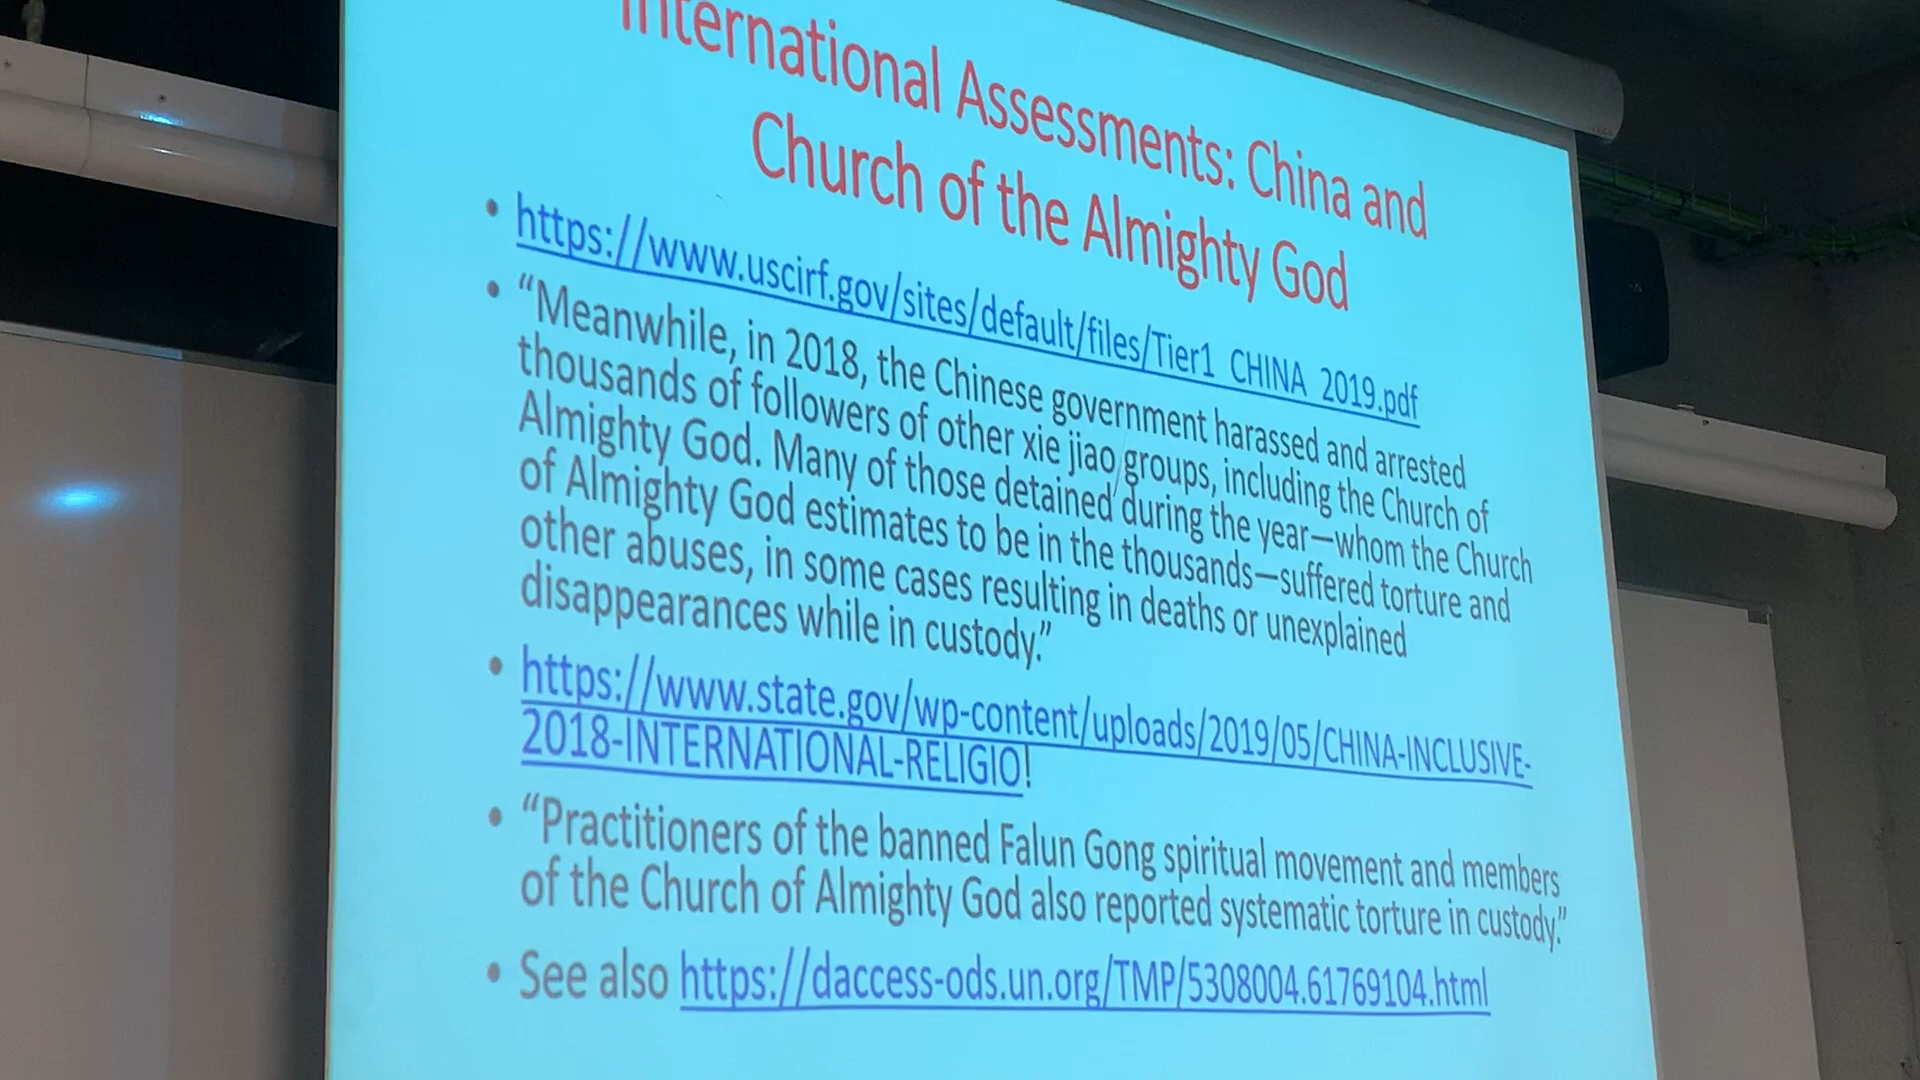 International Assessments: China and
Church of the Almighty God
• https://www.uscirf.gov/sites/default/files/Tier1_CHINA_2019.pdf
• “Meanwhile, in 2018, the Chinese government harassed and arrested
thousands of followers of other xie jiao groups, including the Church of
Almighty God. Many of those detained during the year—whom the Church
of Almighty God estimates to be in the thousands—suffered torture and
other abuses, in some cases resulting in deaths or unexplained
disappearances while in custody.”
• https://www.state.gov/wp-content/uploads/2019/05/CHINA-INCLUSIVE-
2018-INTERNATIONAL-RELIGIO!
• “Practitioners of the banned Falun Gong spiritual movement and members
of the Church of Almighty God also reported systematic torture in custody.”
• See also https://daccess-ods.un.org/TMP/5308004.61769104.html